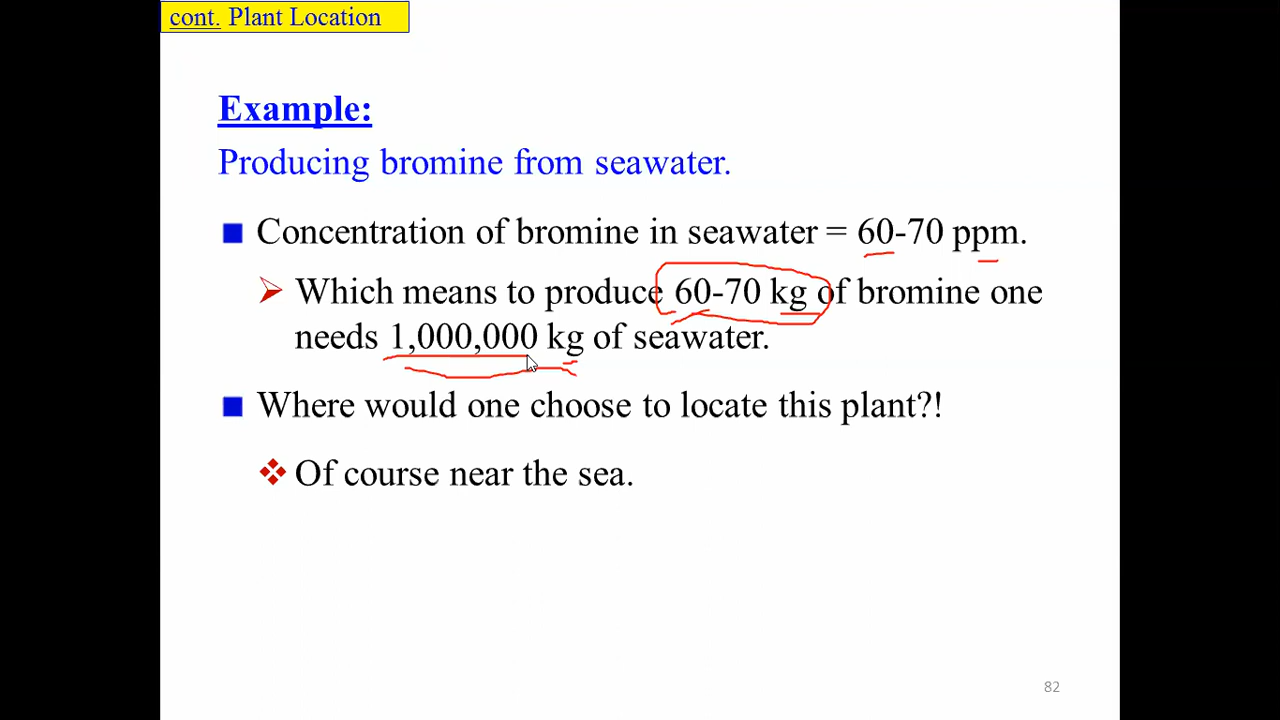 cont. Plant Location
Example:
Producing bromine from seawater.
Concentration of bromine in seawater = 60-70 ppm.
Which means to produce 60-70 kg of bromine one
needs 1,000,000 kg of seawater.
Where would one choose to locate this plant?!
Of course near the sea.
82